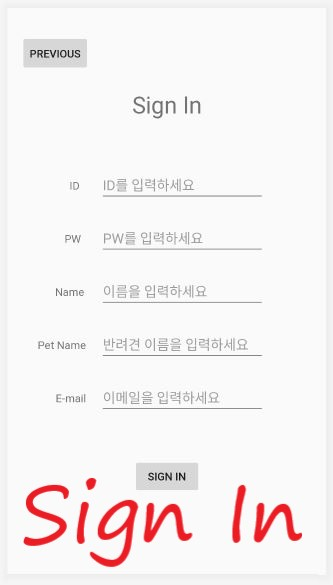 PREVIOUS
Sign In
ID ID를 입력하세요
PW PW를 입력하세요
Name 이름을 입력하세요
Pet Name 반려견 이름을 입력하세요
E-mail 이메일을 입력하세요
SIGN IN
Sign In